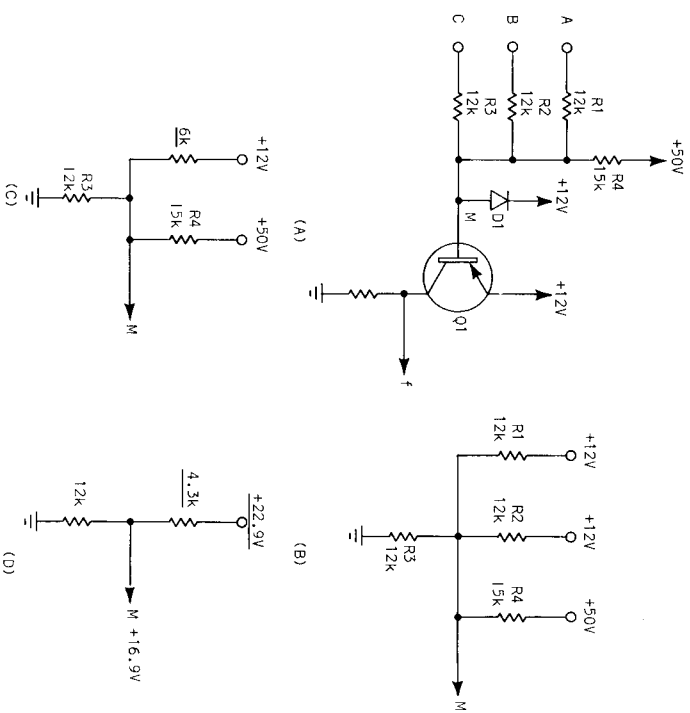 +50V
R4
15k
A
R1
12k
+12V
+12V
B
R2
12k
D1
M
Q1
C
R3
12k
f
(A)
+12V
+12V
+50V
R1
12k
R2
12k
R4
15k
R3
12k
M
(B)
+12V
+50V
6k
R4
15k
R3
12k
M
(C)
+22.9V
4.3k
12k
M +16.9V
(D)